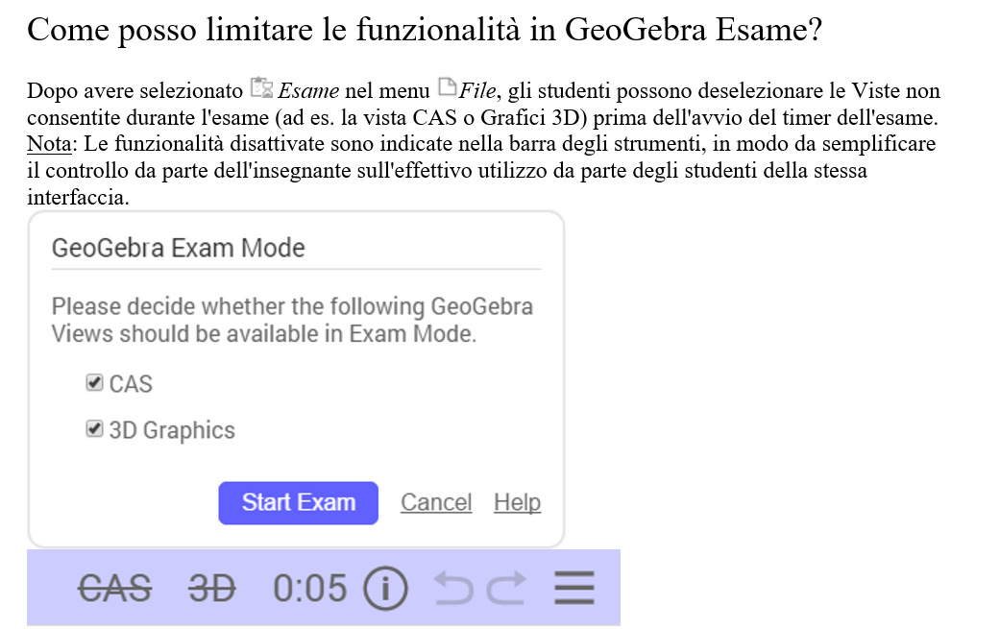 Come posso limitare le funzionalità in GeoGebra Esame?
Dopo avere selezionato Esame nel menu File, gli studenti possono deselezionare le Viste non
consentite durante l'esame (ad es. la vista CAS o Grafici 3D) prima dell'avvio del timer dell'esame.
Nota: Le funzionalità disattivate sono indicate nella barra degli strumenti, in modo da semplificare
il controllo da parte dell'insegnante sull'effettivo utilizzo da parte degli studenti della stessa
interfaccia.
GeoGebra Exam Mode
Please decide whether the following GeoGebra
Views should be available in Exam Mode.
CAS
3D Graphics
Start Exam Cancel Help
CAS 3D 0:05 i